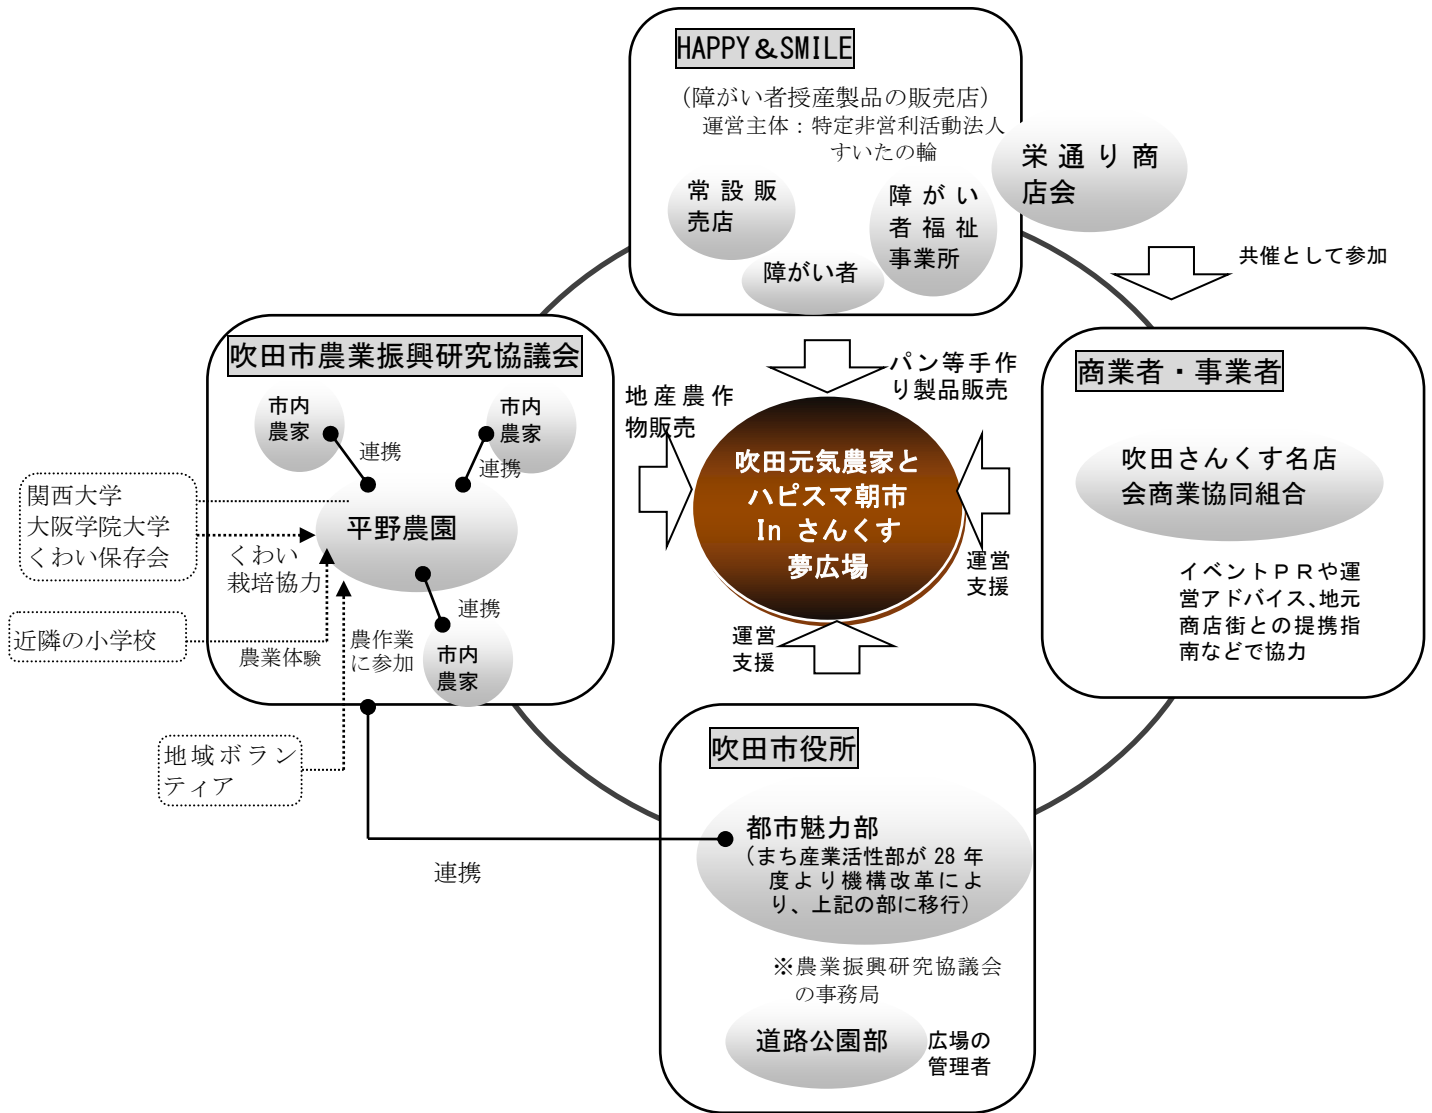 HAPPY＆SMILE
（障がい者授産製品の販売店）
運営主体：特定非営利活動法人
すいたの輪
常設販
売店
障がい
者福祉
事業所
障がい者
栄通り商
店会
共催として参加
吹田市農業振興研究協議会
市内
農家
市内
農家
連携
連携
平野農園
関西大学
大阪学院大学
くわい保存会
くわい
栽培協力
近隣の小学校
農業体験
農作業
に参加
連携
市内
農家
地域ボラン
ティア
地産農作
物販売
パン等手作
り製品販売
吹田元気農家と
ハピスマ朝市
In さんくす
夢広場
運営
支援
運営
支援
商業者・事業者
吹田さんくす名店
会商業協同組合
イベントＰＲや運
営アドバイス、地元
商店街との提携指
南などで協力
連携
吹田市役所
都市魅力部
（まち産業活性部が 28 年
度より機構改革によ
り、上記の部に移行）
※農業振興研究協議会
の事務局
道路公園部
広場の
管理者